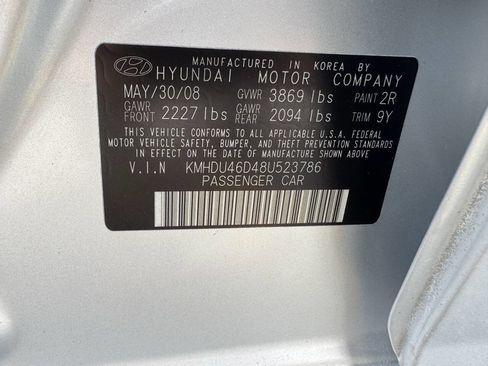 MANUFACTURED IN KOREA BY
HYUNDAI MOTOR COMPANY
MAY/30/08 GVWR 3869 lbs PAINT 2R
GAWR FRONT 2227 lbs GAWR REAR 2094 lbs TRIM 9Y
THIS VEHICLE CONFORMS TO ALL APPLICABLE U.S.A. FEDERAL
MOTOR VEHICLE SAFETY, BUMPER, AND THEFT PREVENTION
STANDARDS IN EFFECT ON THE DATE OF MANUFACTURE SHOWN ABOVE.
V.I.N KMHDU46D48U523786
PASSENGER CAR